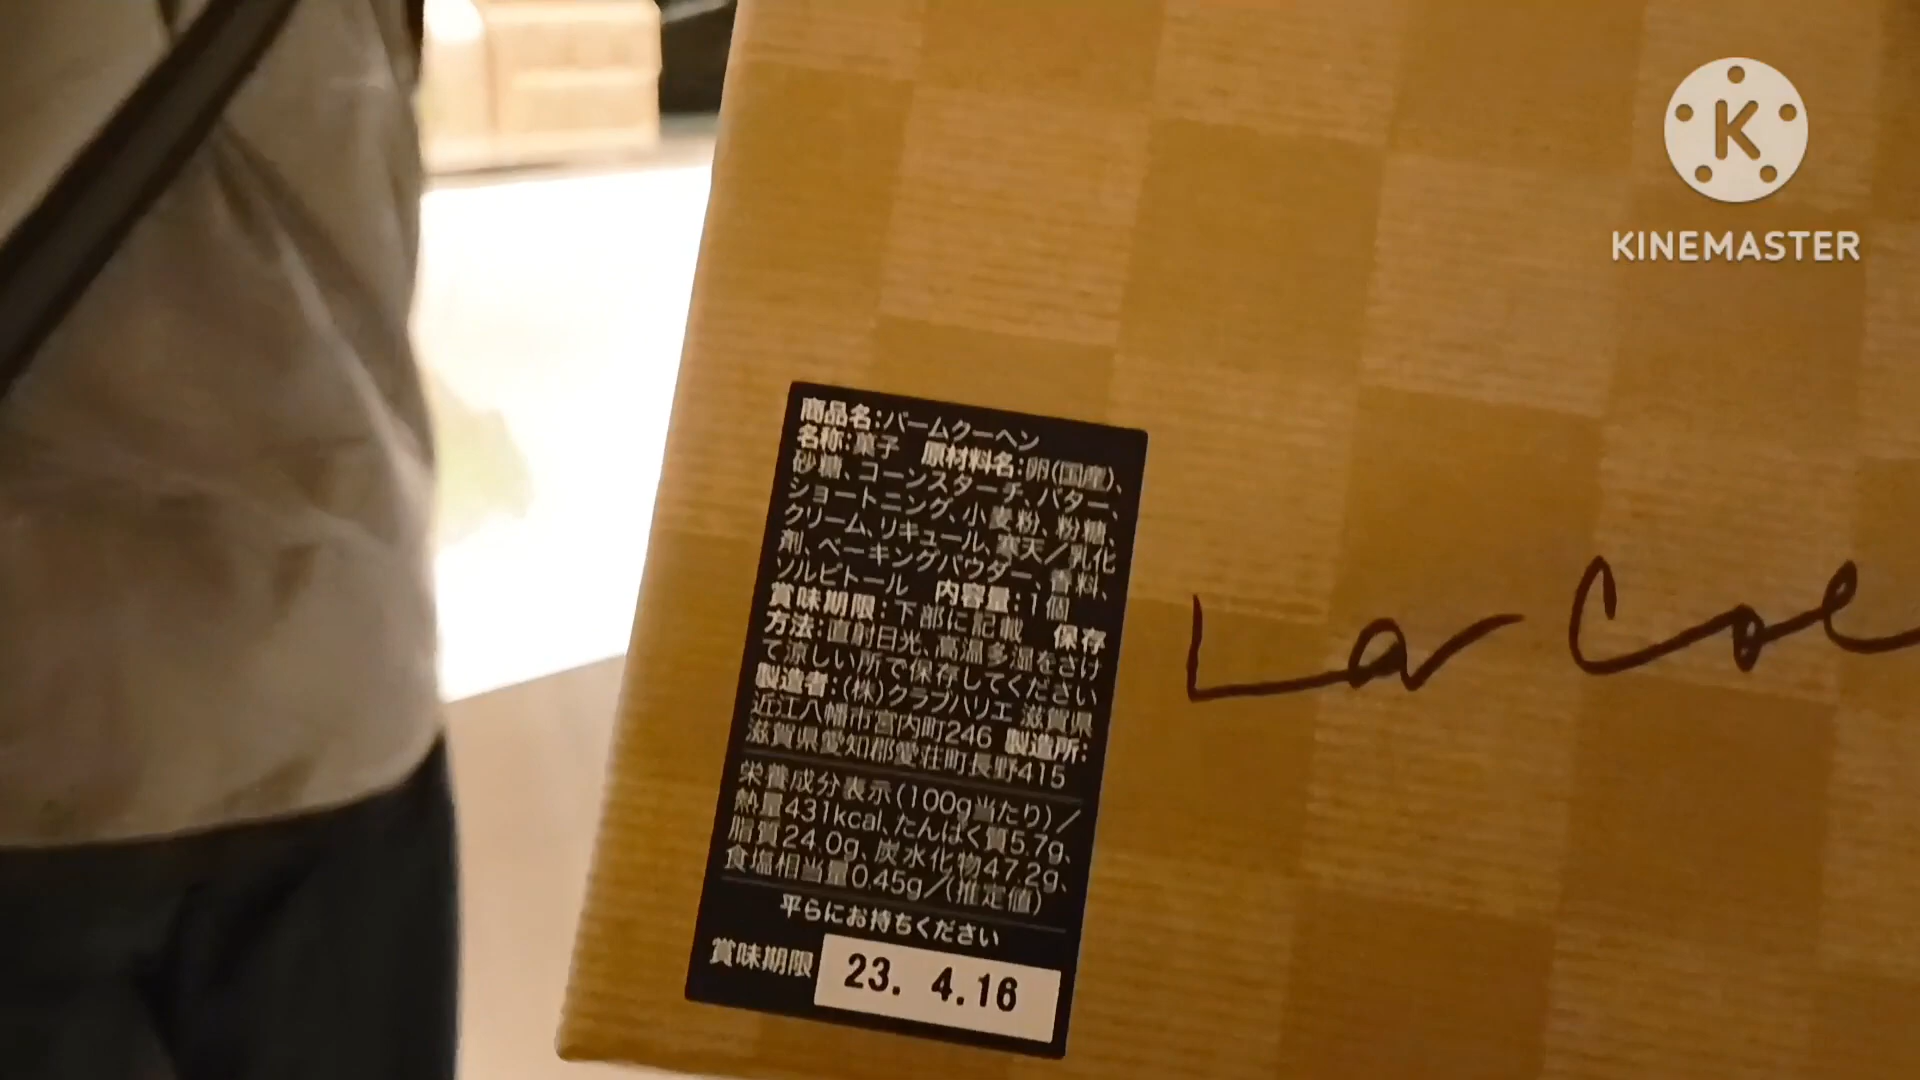 商品名:バームクーヘン
名称:菓子 原材料名:卵(国産)、
砂糖、コーンスターチ、バター、
ショートニング、小麦粉、粉糖、
クリーム、リキュール、寒天/乳化
剤、ベーキングパウダー、香料、
ソルビトール 内容量:1個
賞味期限:下部に記載 保存
方法:直射日光、高温多湿をさけ
て涼しい所で保存してください
製造者:(株)クラブハリエ 滋賀県
近江八幡市宮内町246 製造所:
滋賀県愛知郡愛荘町長野415
栄養成分表示(100g当たり)/
熱量431kcal、たんぱく質5.7g、
脂質24.0g、炭水化物47.2g、
食塩相当量0.45g/(推定値)
平らにお持ちください
賞味期限 23. 4.16
La Col
K
KINEMASTER